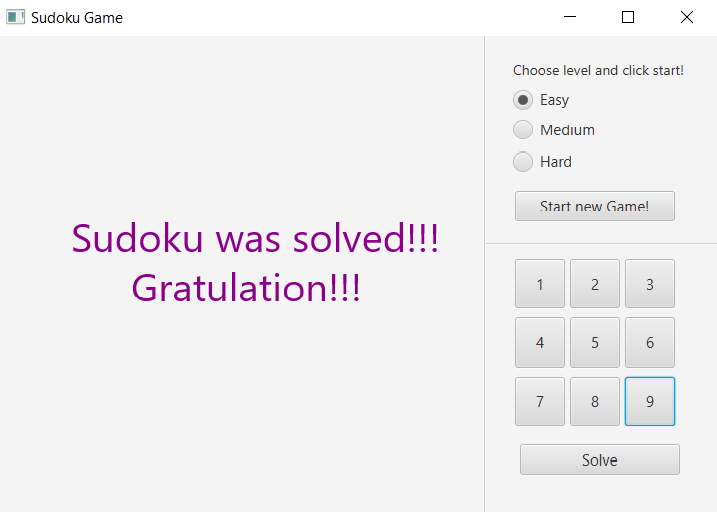 Sudoku Game
Choose level and click start!
Easy
Medium
Hard
Start new Game!
Sudoku was solved!!!
Gratulation!!!
1 2 3
4 5 6
7 8 9
Solve